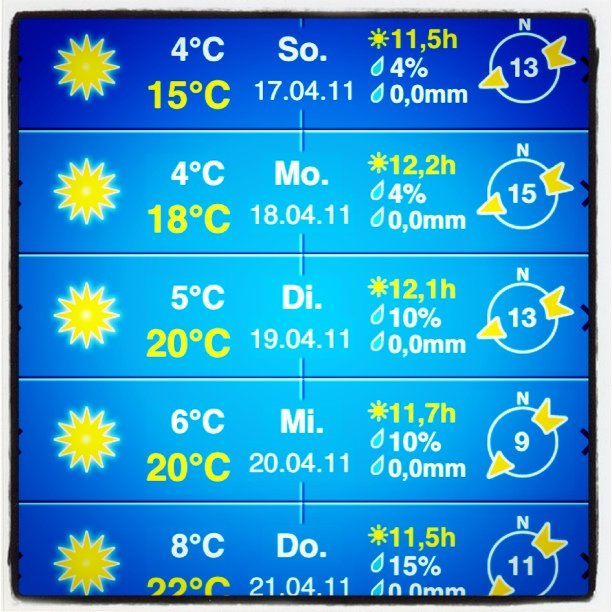 4°C So. 11,5h N
15°C 17.04.11 4% 13
0,0mm
4°C Mo. 12,2h N
18°C 18.04.11 4% 15
0,0mm
5°C Di. 12,1h N
20°C 19.04.11 10% 13
0,0mm
6°C Mi. 11,7h N
20°C 20.04.11 10% 9
0,0mm
8°C Do. 11,5h N
22°C 21.04.11 15% 11
0,0mm